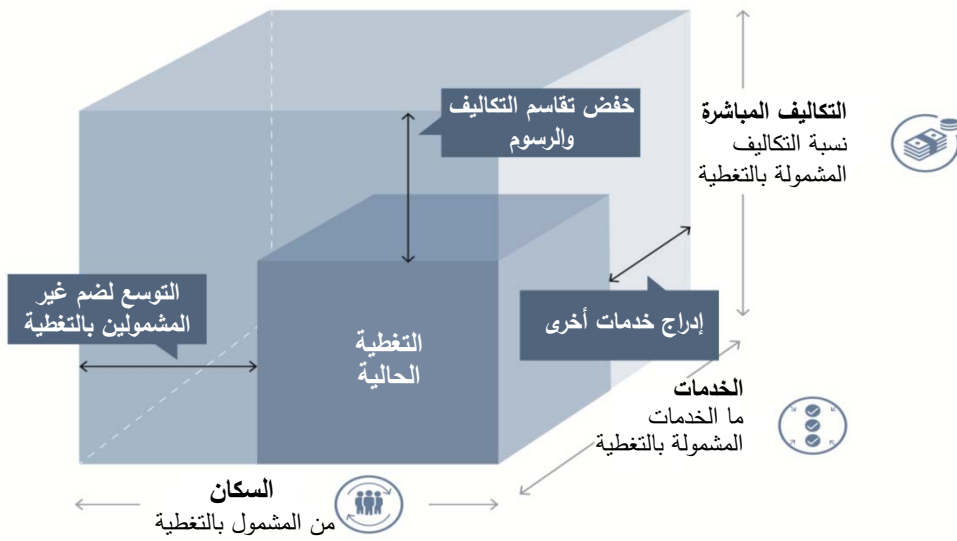 خفض تقاسم التكاليف
والرسوم
التكاليف المباشرة
نسبة التكاليف
المشمولة بالتغطية
التوسع لضم غير
المشمولين بالتغطية
إدراج خدمات أخرى
التغطية
الحالية
الخدمات
ما الخدمات
المشمولة بالتغطية
السكان
من المشمول بالتغطية